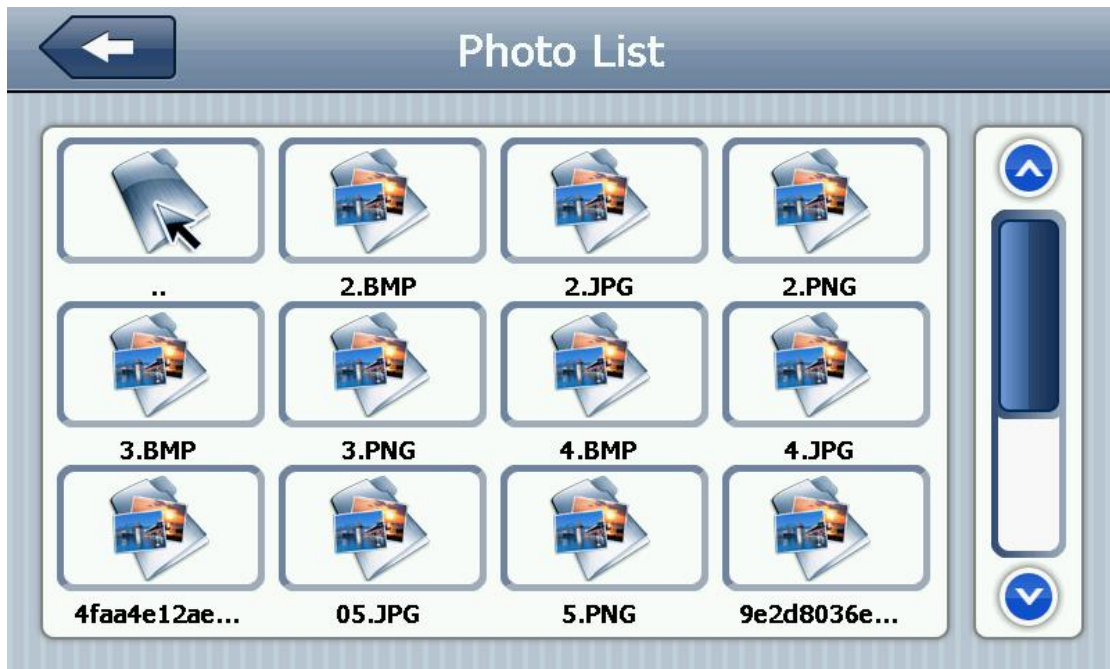 Photo List
.. 2.BMP 2.JPG 2.PNG
3.BMP 3.PNG 4.BMP 4.JPG
4faa4e12ae... 05.JPG 5.PNG 9e2d8036e...